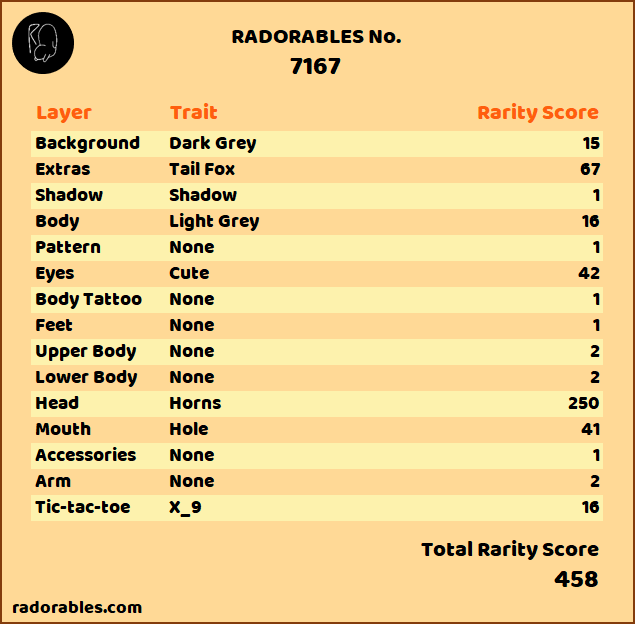 RADORABLES No.
7167
Layer Trait Rarity Score
Background Dark Grey 15
Extras Tail Fox 67
Shadow Shadow 1
Body Light Grey 16
Pattern None 1
Eyes Cute 42
Body Tattoo None 1
Feet None 1
Upper Body None 2
Lower Body None 2
Head Horns 250
Mouth Hole 41
Accessories None 1
Arm None 2
Tic-tac-toe X_9 16
Total Rarity Score
458
radorables.com